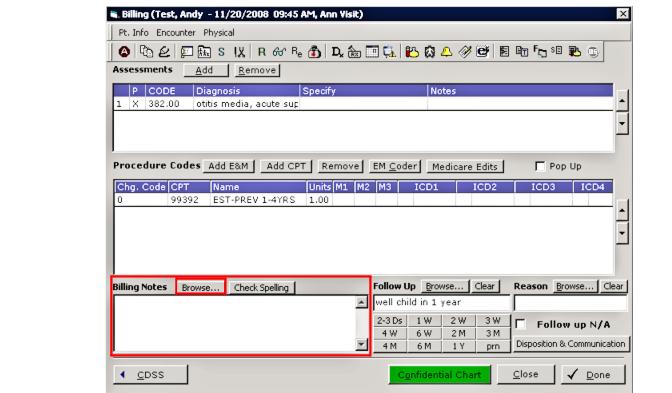 Billing (Test, Andy - 11/20/2008 09:45 AM, Ann Visit)
Pt. Info Encounter Physical
Assessments Add Remove
P CODE Diagnosis Specify Notes
1 X 382.00 otitis media, acute sup
Procedure Codes Add E&M Add CPT Remove EM Coder Medicare Edits Pop Up
Chg. Code CPT Name Units M1 M2 M3 ICD1 ICD2 ICD3 ICD4
0 99392 EST-PREV 1-4YRS 1.00
Billing Notes Browse... Check Spelling Follow Up Browse... Clear Reason Browse... Clear
well child in 1 year
2-3 Ds 1 W 2 W 3 W
Follow up N/A
4 W 6 W 2 M 3 M
4 M 6 M 1 Y prn
Disposition & Communication
CDSS Confidential Chart Close Done